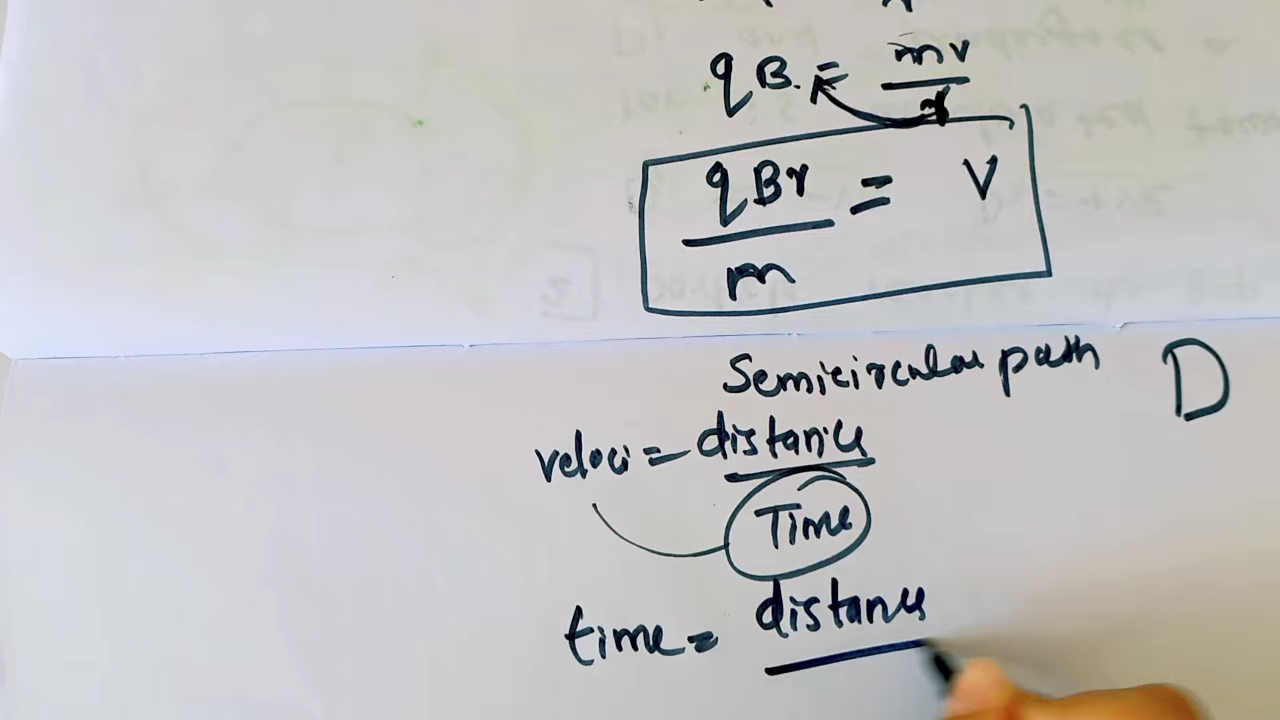 qB = mv/r
qBr/m = v
Semicircular path D
veloci = distance/Time
time = distance